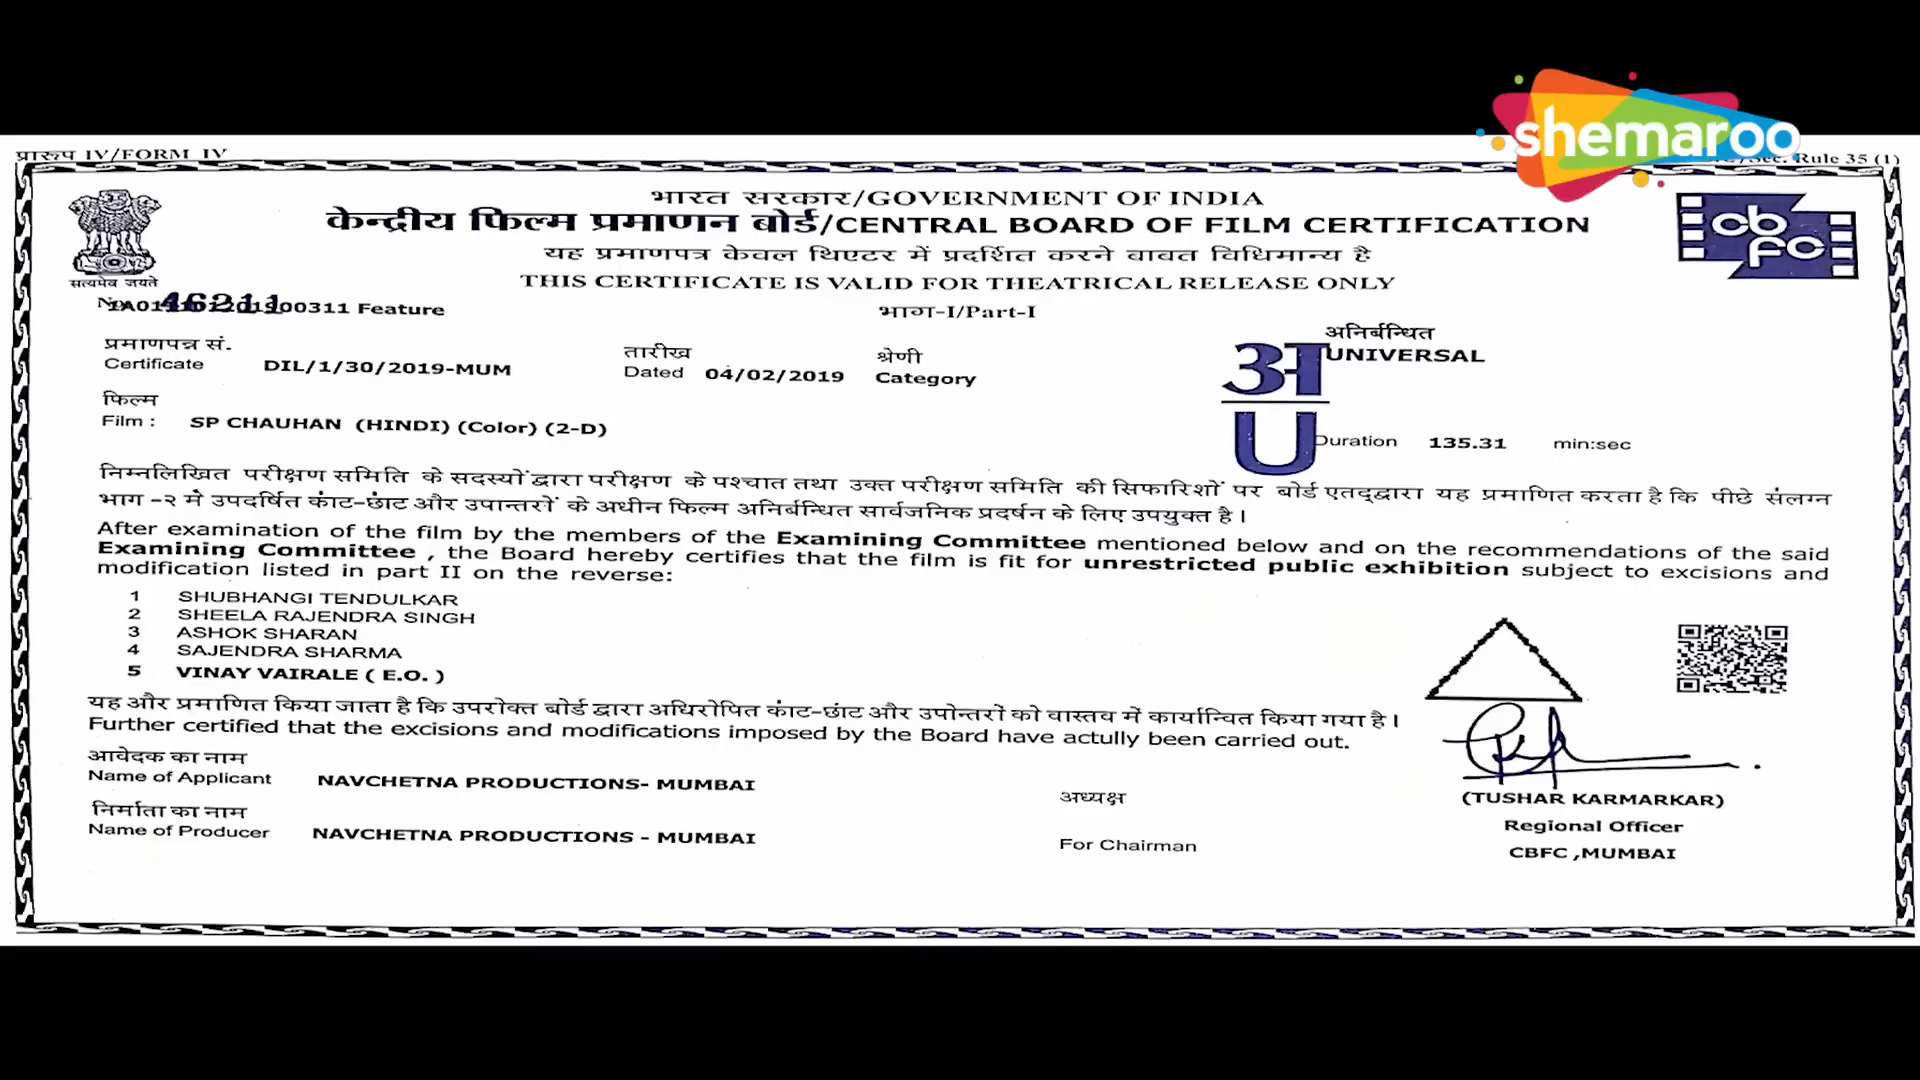 shemaroo
प्रारूप IV/FORM IV
Sec. Rule 35 (1)
भारत सरकार/GOVERNMENT OF INDIA
केन्द्रीय फिल्म प्रमाणन बोर्ड/CENTRAL BOARD OF FILM CERTIFICATION
cb
fc
यह प्रमाणपत्र केवल थिएटर में प्रदर्शित करने बाबत विधिमान्य है
THIS CERTIFICATE IS VALID FOR THEATRICAL RELEASE ONLY
सत्यमेव जयते
46211
00311 Feature
भाग-I/Part-I
अनिर्बन्धित
UNIVERSAL
अ
U
प्रमाणपत्र सं.
Certificate DIL/1/30/2019-MUM
तारीख
Dated 04/02/2019
श्रेणी
Category
फिल्म
Film : SP CHAUHAN (HINDI) (Color) (2-D)
Duration 135.31 min:sec
निम्नलिखित परीक्षण समिति के सदस्यों द्वारा परीक्षण के पश्चात तथा उक्त परीक्षण समिति की सिफारिशों पर बोर्ड एतद्द्वारा यह प्रमाणित करता है कि पीछे संलग्न
भाग -२ में उपदर्षित कांट-छांट और उपान्तरों के अधीन फिल्म अनिर्बन्धित सार्वजनिक प्रदर्षन के लिए उपयुक्त है।
After examination of the film by the members of the Examining Committee mentioned below and on the recommendations of the said
Examining Committee , the Board hereby certifies that the film is fit for unrestricted public exhibition subject to excisions and
modification listed in part II on the reverse:
1 SHUBHANGI TENDULKAR
2 SHEELA RAJENDRA SINGH
3 ASHOK SHARAN
4 SAJENDRA SHARMA
5 VINAY VAIRALE ( E.O. )
यह और प्रमाणित किया जाता है कि उपरोक्त बोर्ड द्वारा अधिरोपित कांट-छांट और उपोन्तरों को वास्तव में कार्यान्वित किया गया है।
Further certified that the excisions and modifications imposed by the Board have actully been carried out.
आवेदक का नाम
Name of Applicant NAVCHETNA PRODUCTIONS- MUMBAI
निर्माता का नाम
Name of Producer NAVCHETNA PRODUCTIONS - MUMBAI
अध्यक्ष
For Chairman
(TUSHAR KARMARKAR)
Regional Officer
CBFC ,MUMBAI